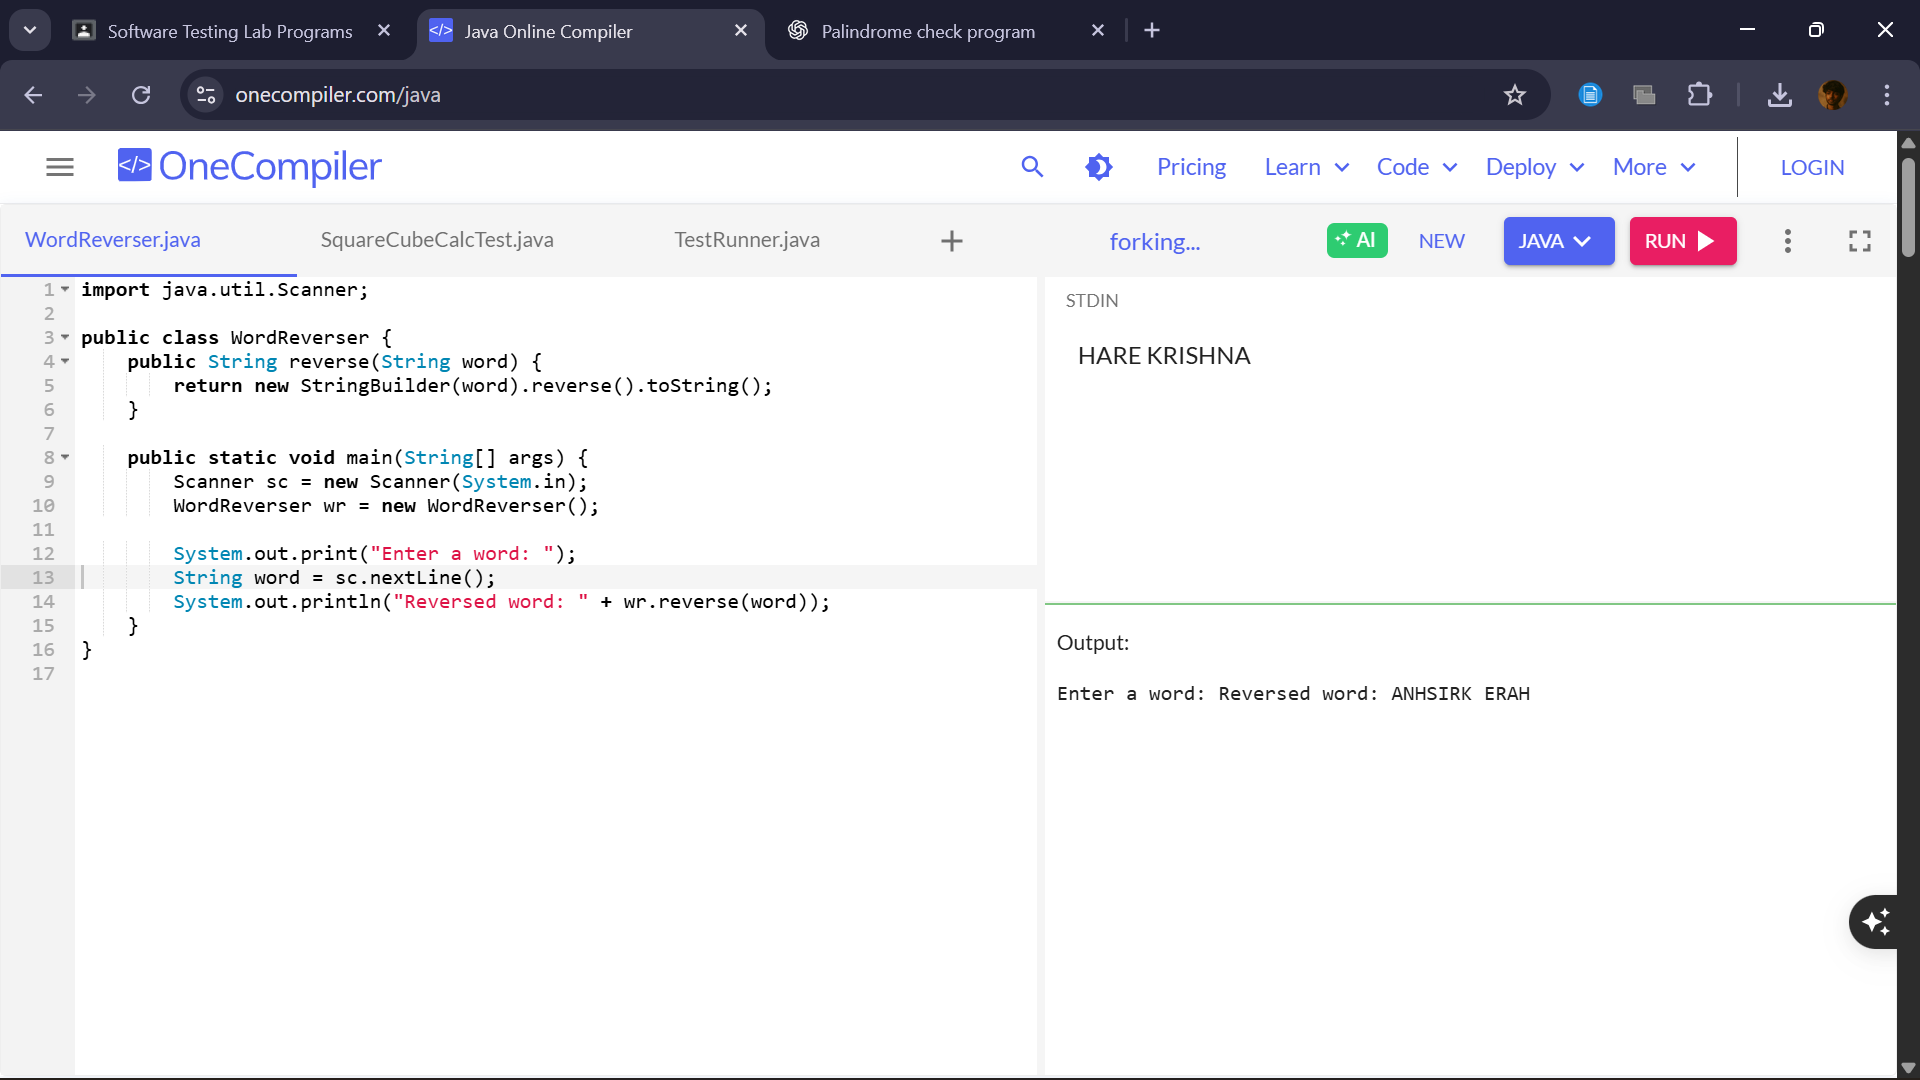 Software Testing Lab Programs
Java Online Compiler
Palindrome check program
onecompiler.com/java
</> OneCompiler
Pricing
Learn
Code
Deploy
More
LOGIN
WordReverser.java
SquareCubeCalcTest.java
TestRunner.java
forking...
AI
NEW
JAVA
RUN
1 import java.util.Scanner;
2
3 public class WordReverser {
4 public String reverse(String word) {
5 return new StringBuilder(word).reverse().toString();
6 }
7
8 public static void main(String[] args) {
9 Scanner sc = new Scanner(System.in);
10 WordReverser wr = new WordReverser();
11
12 System.out.print("Enter a word: ");
13 String word = sc.nextLine();
14 System.out.println("Reversed word: " + wr.reverse(word));
15 }
16 }
17
STDIN
HARE KRISHNA
Output:
Enter a word: Reversed word: ANHSIRK ERAH